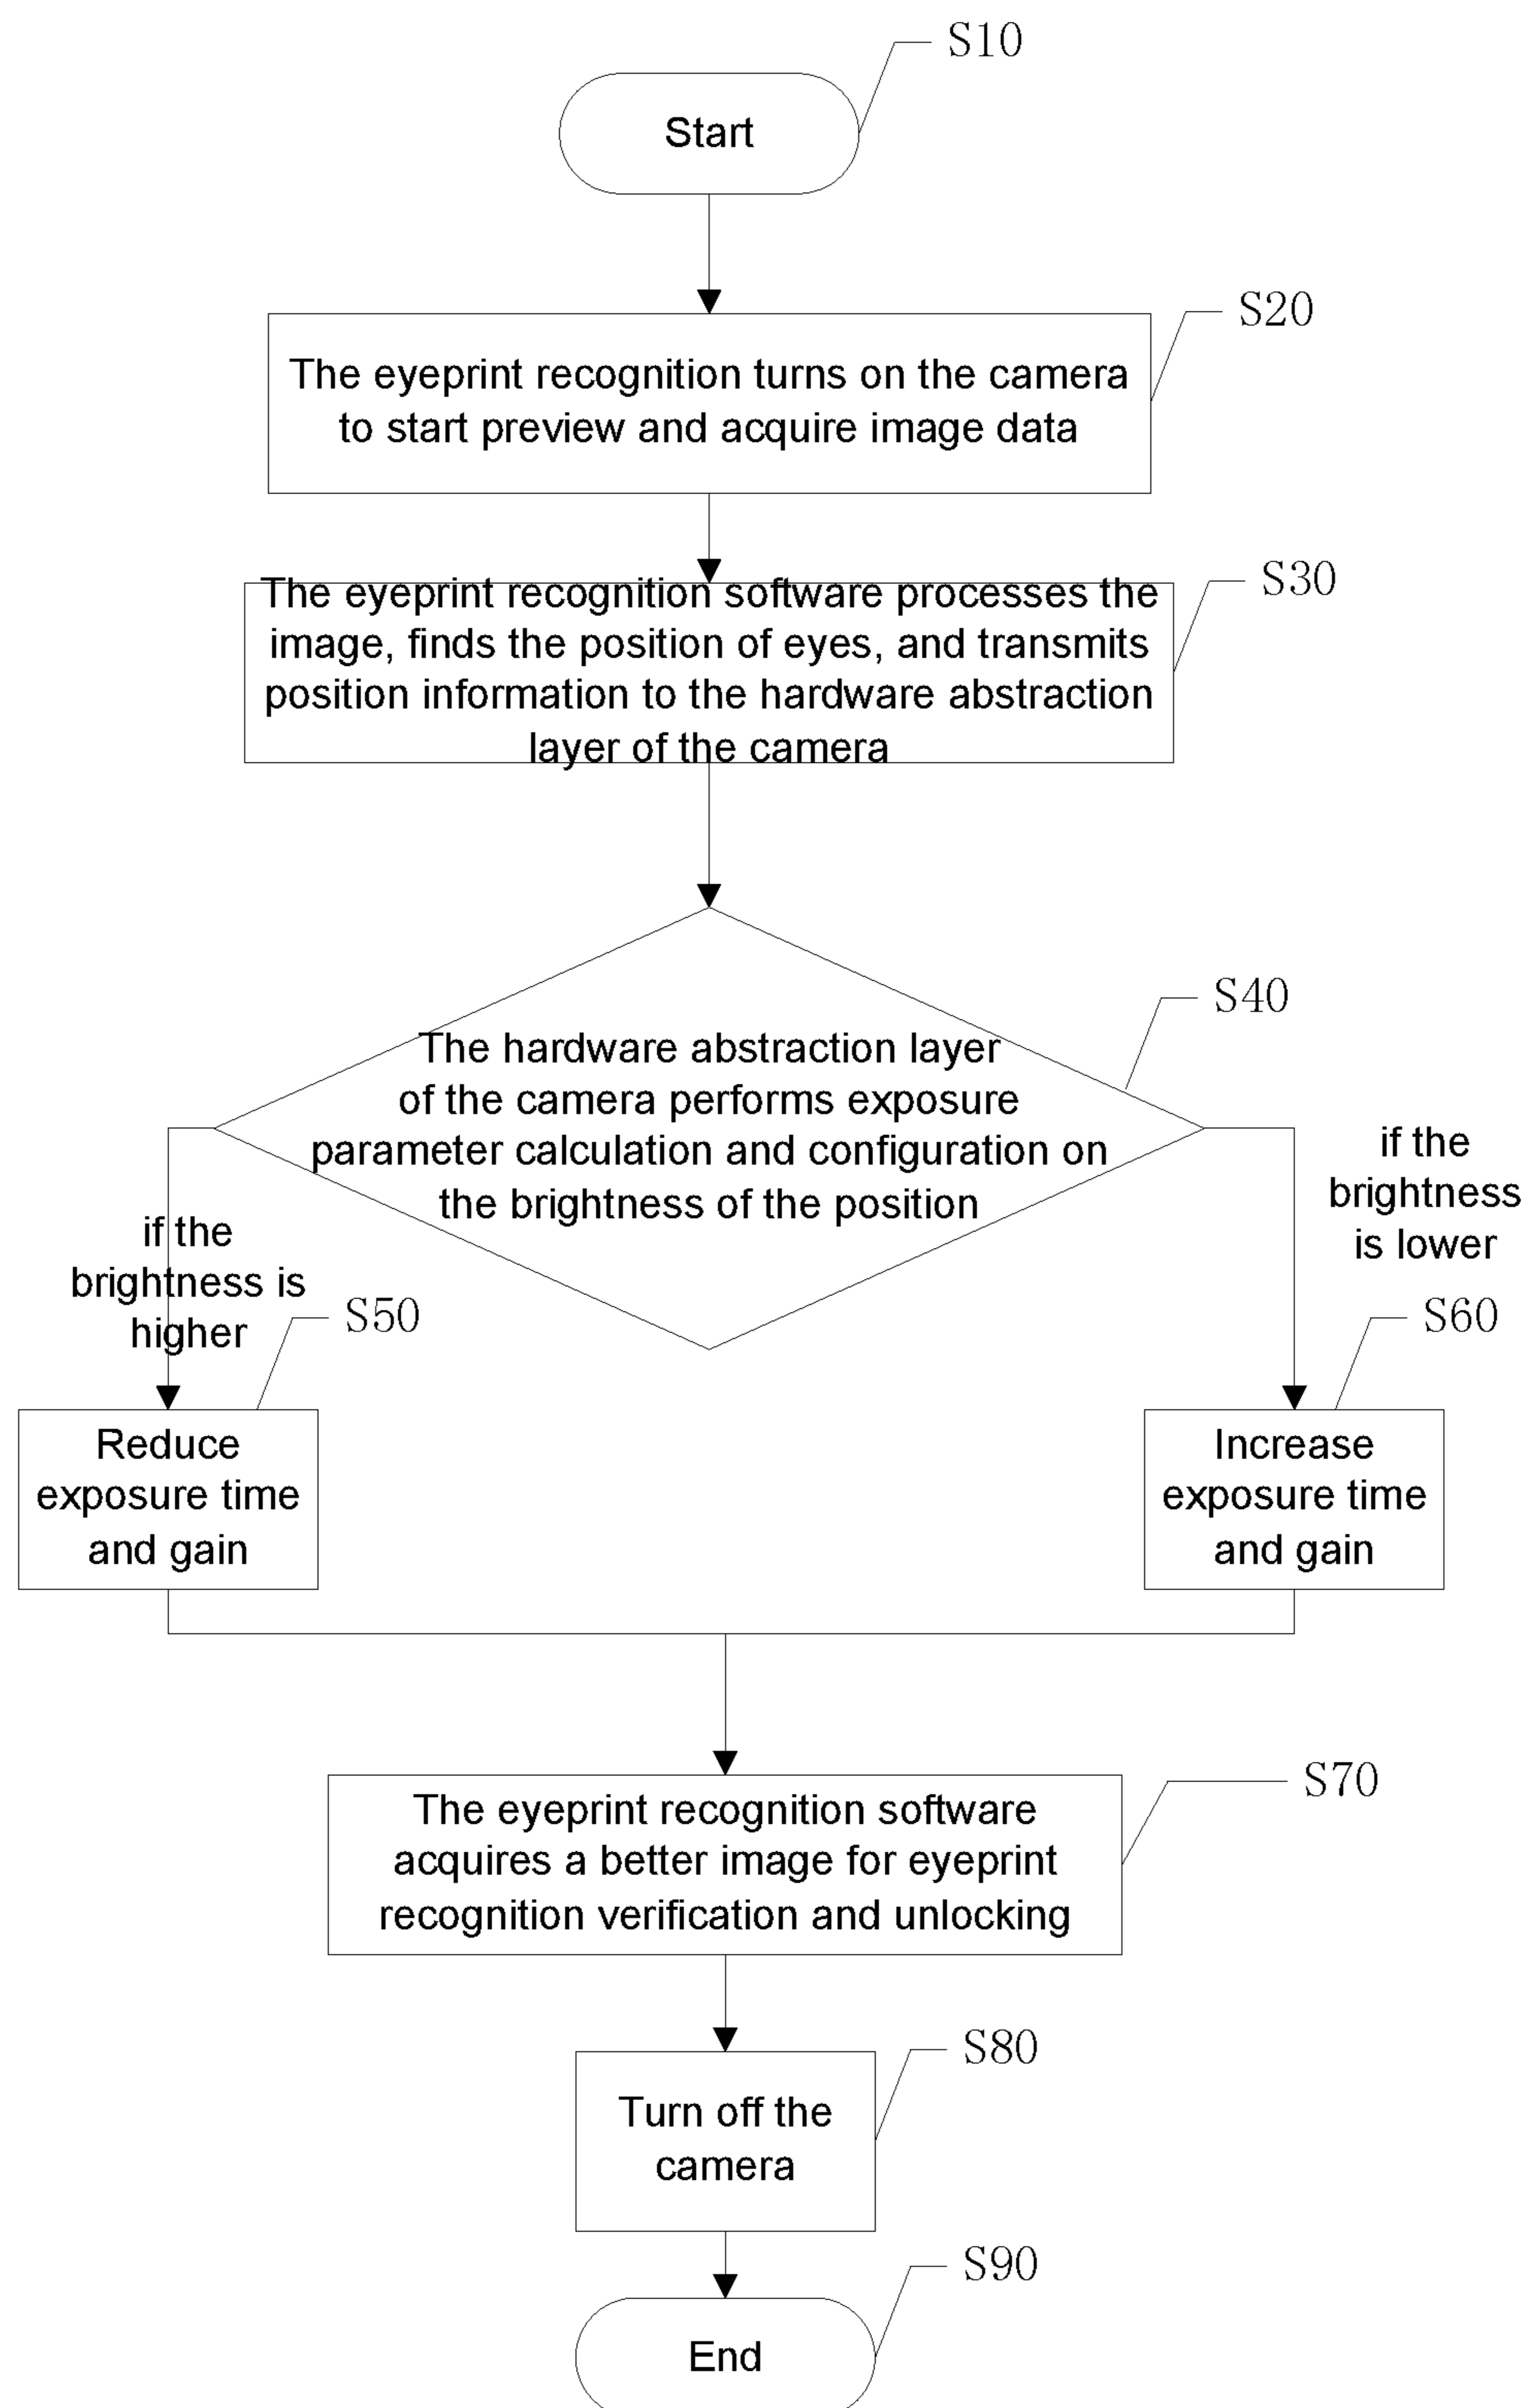 S10
Start
S20
The eyeprint recognition turns on the camera
to start preview and acquire image data
S30
The eyeprint recognition software processes the
image, finds the position of eyes, and transmits
position information to the hardware abstraction
layer of the camera
S40
The hardware abstraction layer
of the camera performs exposure
parameter calculation and configuration on
the brightness of the position
if the
brightness is
higher
if the
brightness
is lower
S50
Reduce
exposure time
and gain
S60
Increase
exposure time
and gain
S70
The eyeprint recognition software
acquires a better image for eyeprint
recognition verification and unlocking
S80
Turn off the
camera
S90
End